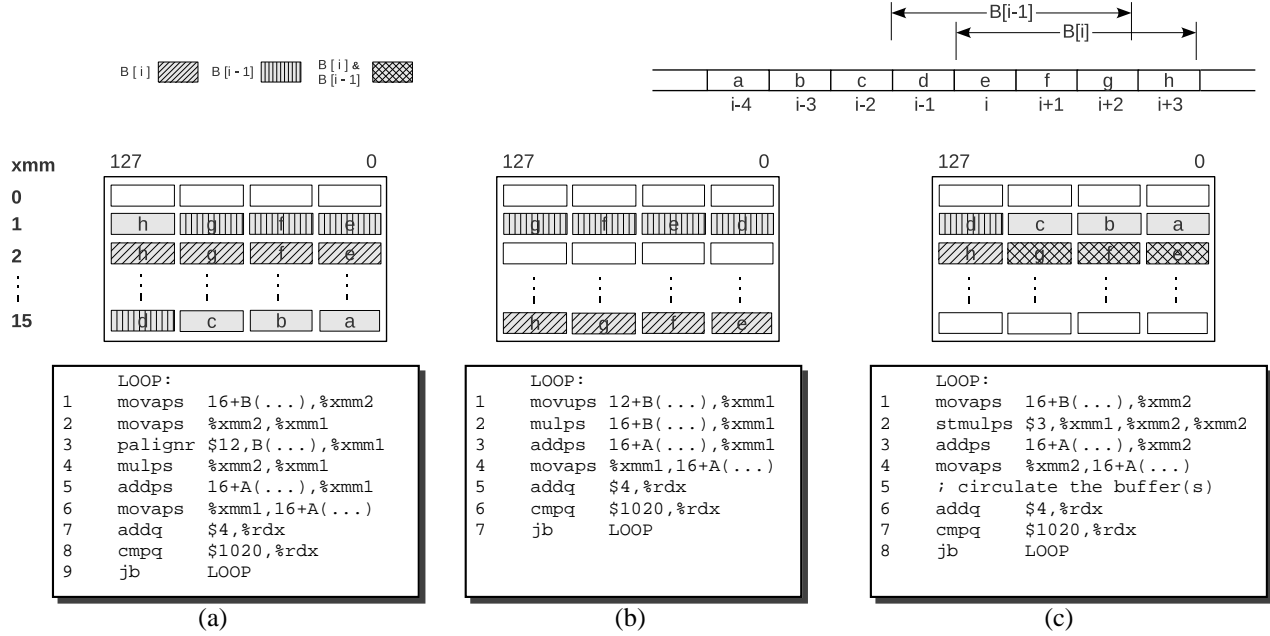 B[i-1]
B[i]
B [ i ]
B [ i - 1 ]
B [ i ] &
B [i-1]
a b c d e f g h
i-4 i-3 i-2 i-1 i i+1 i+2 i+3
xmm
0
1
2
15
127 0
h g f e
h g f e
d c b a
127 0
g f e d
h g f e
127 0
d c b a
h g f e
LOOP:
1 movaps 16+B(...),%xmm2
2 movaps %xmm2,%xmm1
3 palignr $12,B(...),%xmm1
4 mulps %xmm2,%xmm1
5 addps 16+A(...),%xmm1
6 movaps %xmm1,16+A(...)
7 addq $4,%rdx
8 cmpq $1020,%rdx
9 jb LOOP
(a)
LOOP:
1 movups 12+B(...),%xmm1
2 mulps 16+B(...),%xmm1
3 addps 16+A(...),%xmm1
4 movaps %xmm1,16+A(...)
5 addq $4,%rdx
6 cmpq $1020,%rdx
7 jb LOOP
(b)
LOOP:
1 movaps 16+B(...),%xmm2
2 stmulps $3,%xmm1,%xmm2,%xmm2
3 addps 16+A(...),%xmm2
4 movaps %xmm2,16+A(...)
5 ; circulate the buffer(s)
6 addq $4,%rdx
7 cmpq $1020,%rdx
8 jb LOOP
(c)